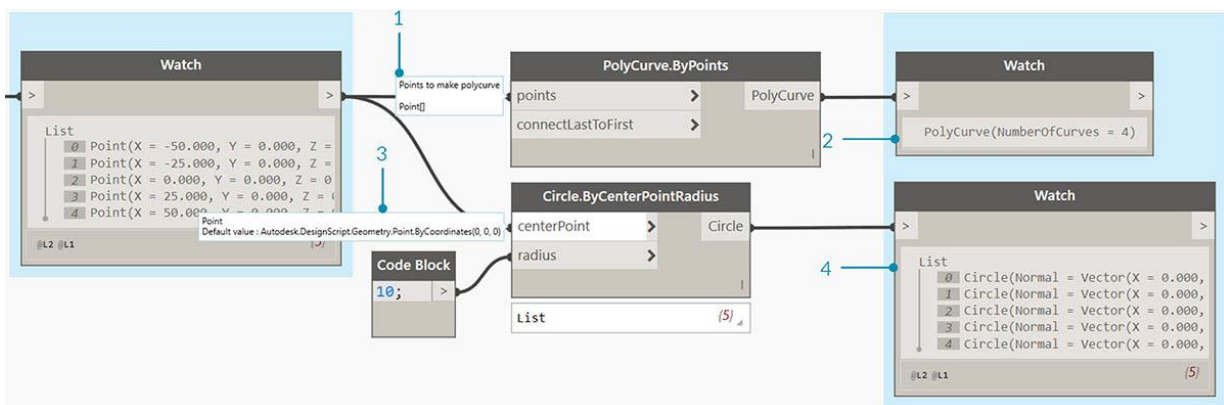 1
Watch
>
>
List
0 Point(X = -50.000, Y = 0.000, Z =
1 Point(X = -25.000, Y = 0.000, Z =
2 Point(X = 0.000, Y = 0.000, Z = 0
3 Point(X = 25.000, Y = 0.000, Z =
4 Point(X = 50.000, Y = 0.000, Z =
@L2 @L1
{5}
Points to make polycurve
Point[]
PolyCurve.ByPoints
points >
PolyCurve
connectLastToFirst >
Watch
>
>
2
PolyCurve(NumberOfCurves = 4)
3
Point
Default value : Autodesk.DesignScript.Geometry.Point.ByCoordinates(0, 0, 0)
Circle.ByCenterPointRadius
centerPoint >
Circle
radius >
Code Block
10;
>
List
{5}
Watch
>
>
4
List
0 Circle(Normal = Vector(X = 0.000,
1 Circle(Normal = Vector(X = 0.000,
2 Circle(Normal = Vector(X = 0.000,
3 Circle(Normal = Vector(X = 0.000,
4 Circle(Normal = Vector(X = 0.000,
@L2 @L1
{5}